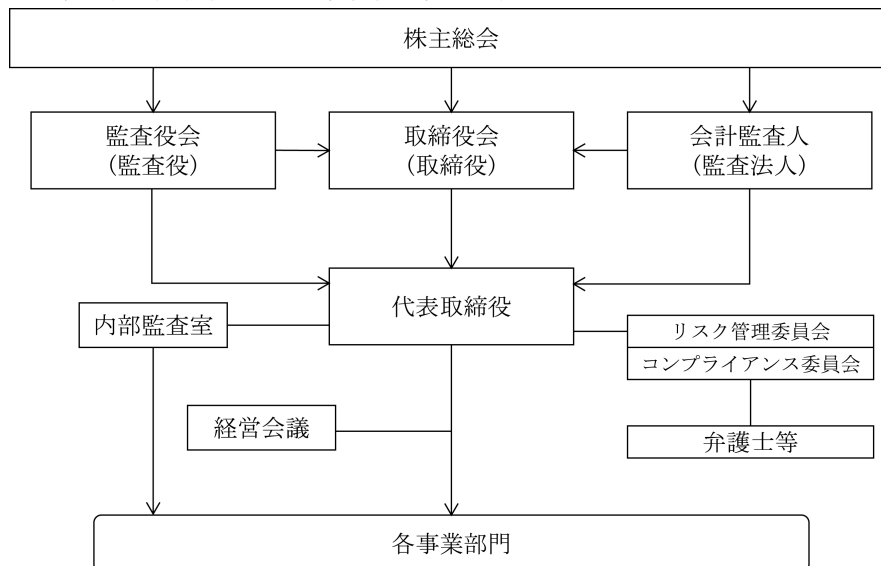 株主総会
監査役会
(監査役)
取締役会
(取締役)
会計監査人
(監査法人)
代表取締役
内部監査室
リスク管理委員会
コンプライアンス委員会
経営会議
弁護士等
各事業部門